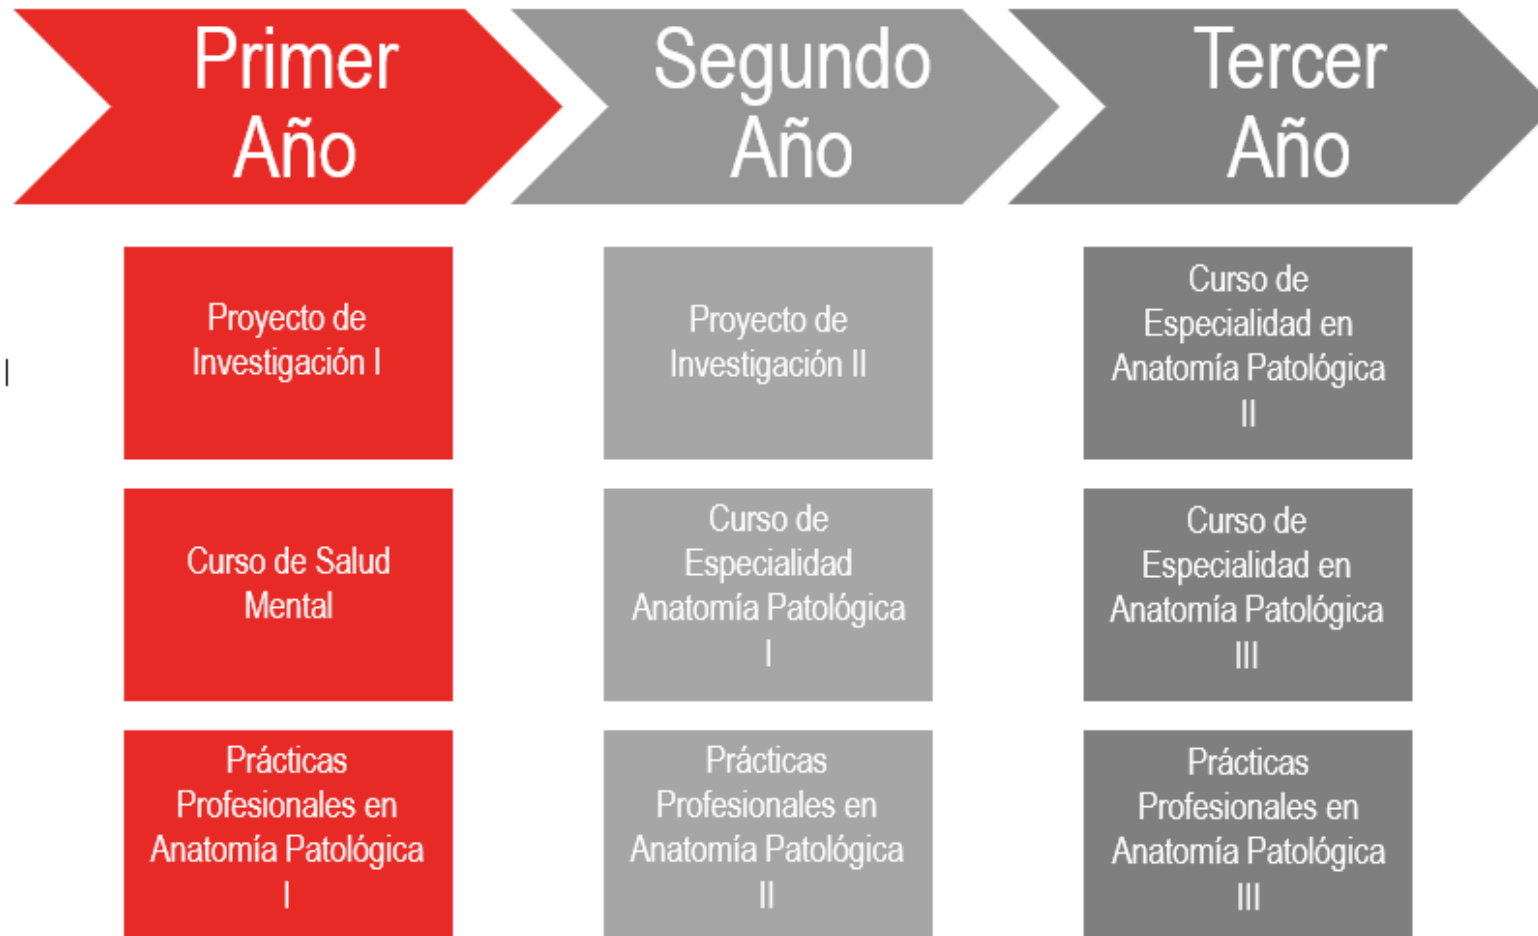 Primer
Año
Segundo
Año
Tercer
Año
Proyecto de
Investigación I
Proyecto de
Investigación II
Curso de
Especialidad en
Anatomía Patológica
II
Curso de Salud
Mental
Curso de
Especialidad
Anatomía Patológica
I
Curso de
Especialidad en
Anatomía Patológica
III
Prácticas
Profesionales en
Anatomía Patológica
I
Prácticas
Profesionales en
Anatomía Patológica
II
Prácticas
Profesionales en
Anatomía Patológica
III